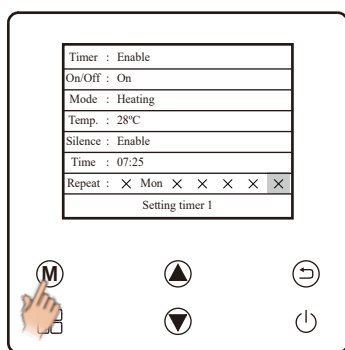 Timer : Enable
On/Off : On
Mode : Heating
Temp. : 28ºC
Silence : Enable
Time : 07:25
Repeat : × Mon × × × × ×
Setting timer 1
M